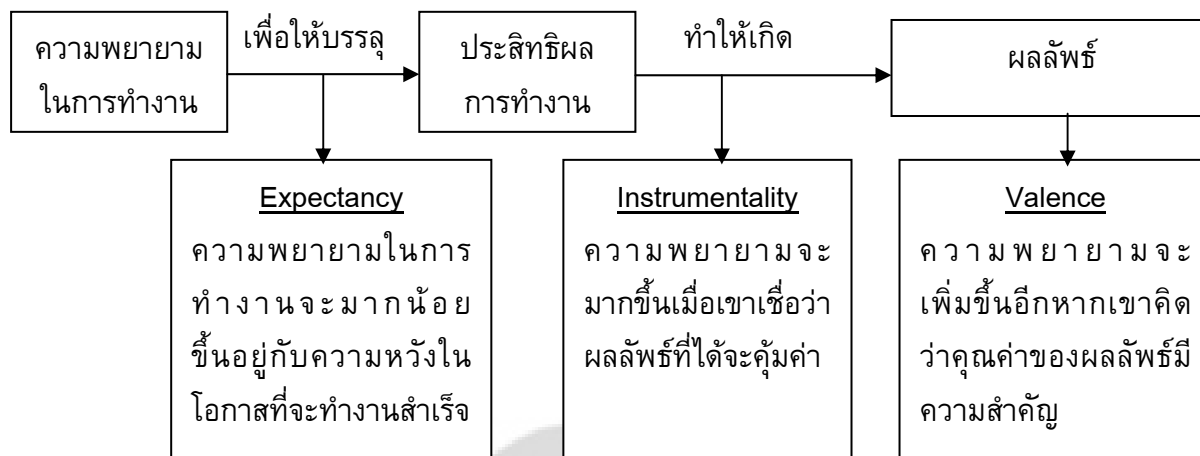 ความพยายาม
ในการทำงาน
เพื่อให้บรรลุ
ประสิทธิผล
การทำงาน
ทำให้เกิด
ผลลัพธ์
Expectancy
ความพยายามในการ
ทำงานจะมากน้อย
ขึ้นอยู่กับความหวังใน
โอกาสที่จะทำงานสำเร็จ
Instrumentality
ความพยายามจะ
มากขึ้นเมื่อเขาเชื่อว่า
ผลลัพธ์ที่ได้จะคุ้มค่า
Valence
ความพยายามจะ
เพิ่มขึ้นอีกหากเขาคิด
ว่าคุณค่าของผลลัพธ์มี
ความสำคัญ